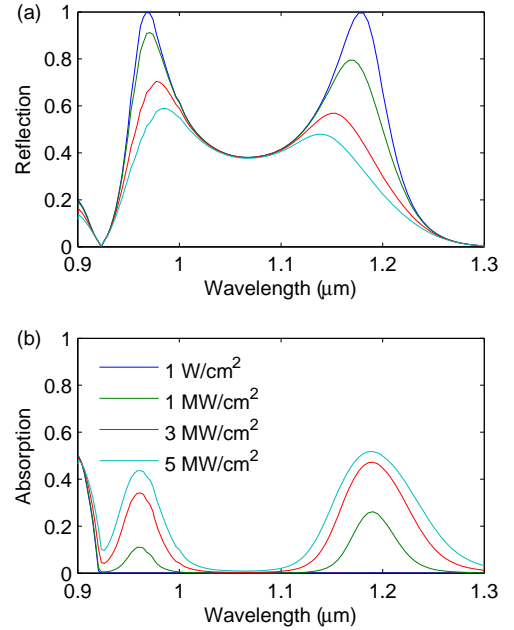 (a)
1
0.8
0.6
0.4
0.2
0
Reflection
0.9 1 1.1 1.2 1.3
Wavelength (μm)
(b)
1
0.8
0.6
0.4
0.2
0
Absorption
1 W/cm²
1 MW/cm²
3 MW/cm²
5 MW/cm²
0.9 1 1.1 1.2 1.3
Wavelength (μm)